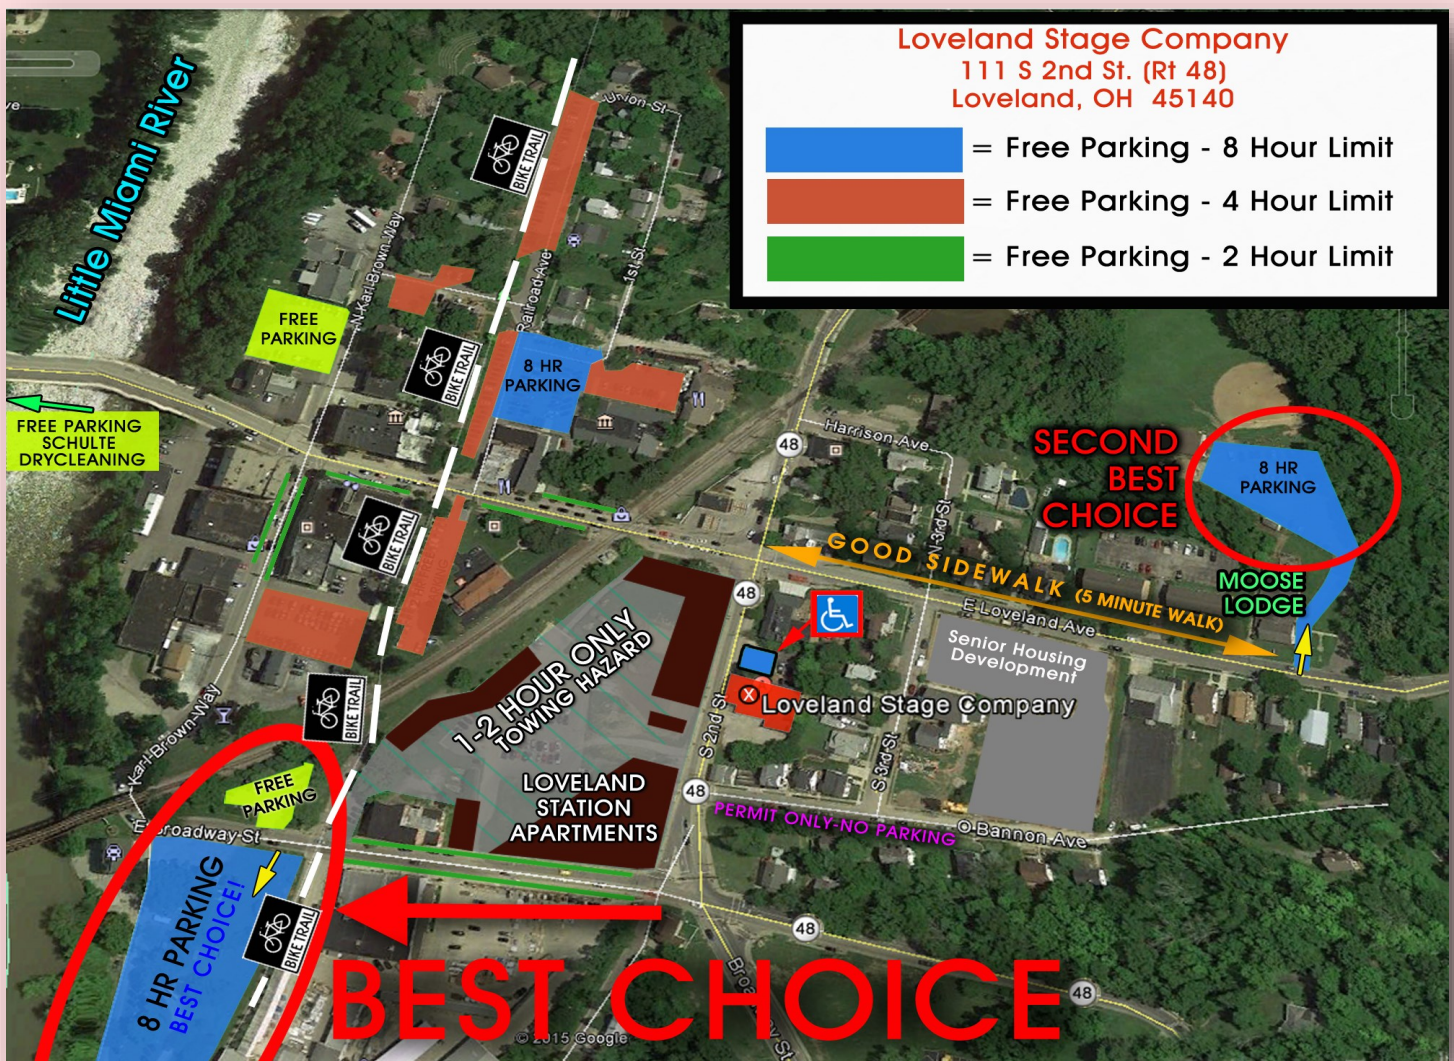 Loveland Stage Company
111 S 2nd St. (Rt 48)
Loveland, OH 45140
= Free Parking - 8 Hour Limit
= Free Parking - 4 Hour Limit
= Free Parking - 2 Hour Limit
Little Miami River
BIKE TRAIL
Union St
N Karl Brown Way
Railroad Ave
1st St
FREE
PARKING
BIKE TRAIL
8 HR
PARKING
FREE PARKING
SCHULTE
DRYCLEANING
48
Harrison Ave
SECOND
BEST
CHOICE
8 HR
PARKING
N 3rd St
BIKE TRAIL
GOOD SIDEWALK (5 MINUTE WALK)
E Loveland Ave
MOOSE
LODGE
48
1-2 HOUR ONLY
TOWING HAZARD
Senior Housing
Development
X
Loveland Stage Company
S 2nd St
S 3rd St
BIKE TRAIL
Karl Brown Way
FREE
PARKING
LOVELAND
STATION
APARTMENTS
48
PERMIT ONLY-NO PARKING
O Bannon Ave
E Broadway St
8 HR PARKING
BEST CHOICE!
BIKE TRAIL
48
BEST CHOICE
48
© 2015 Google